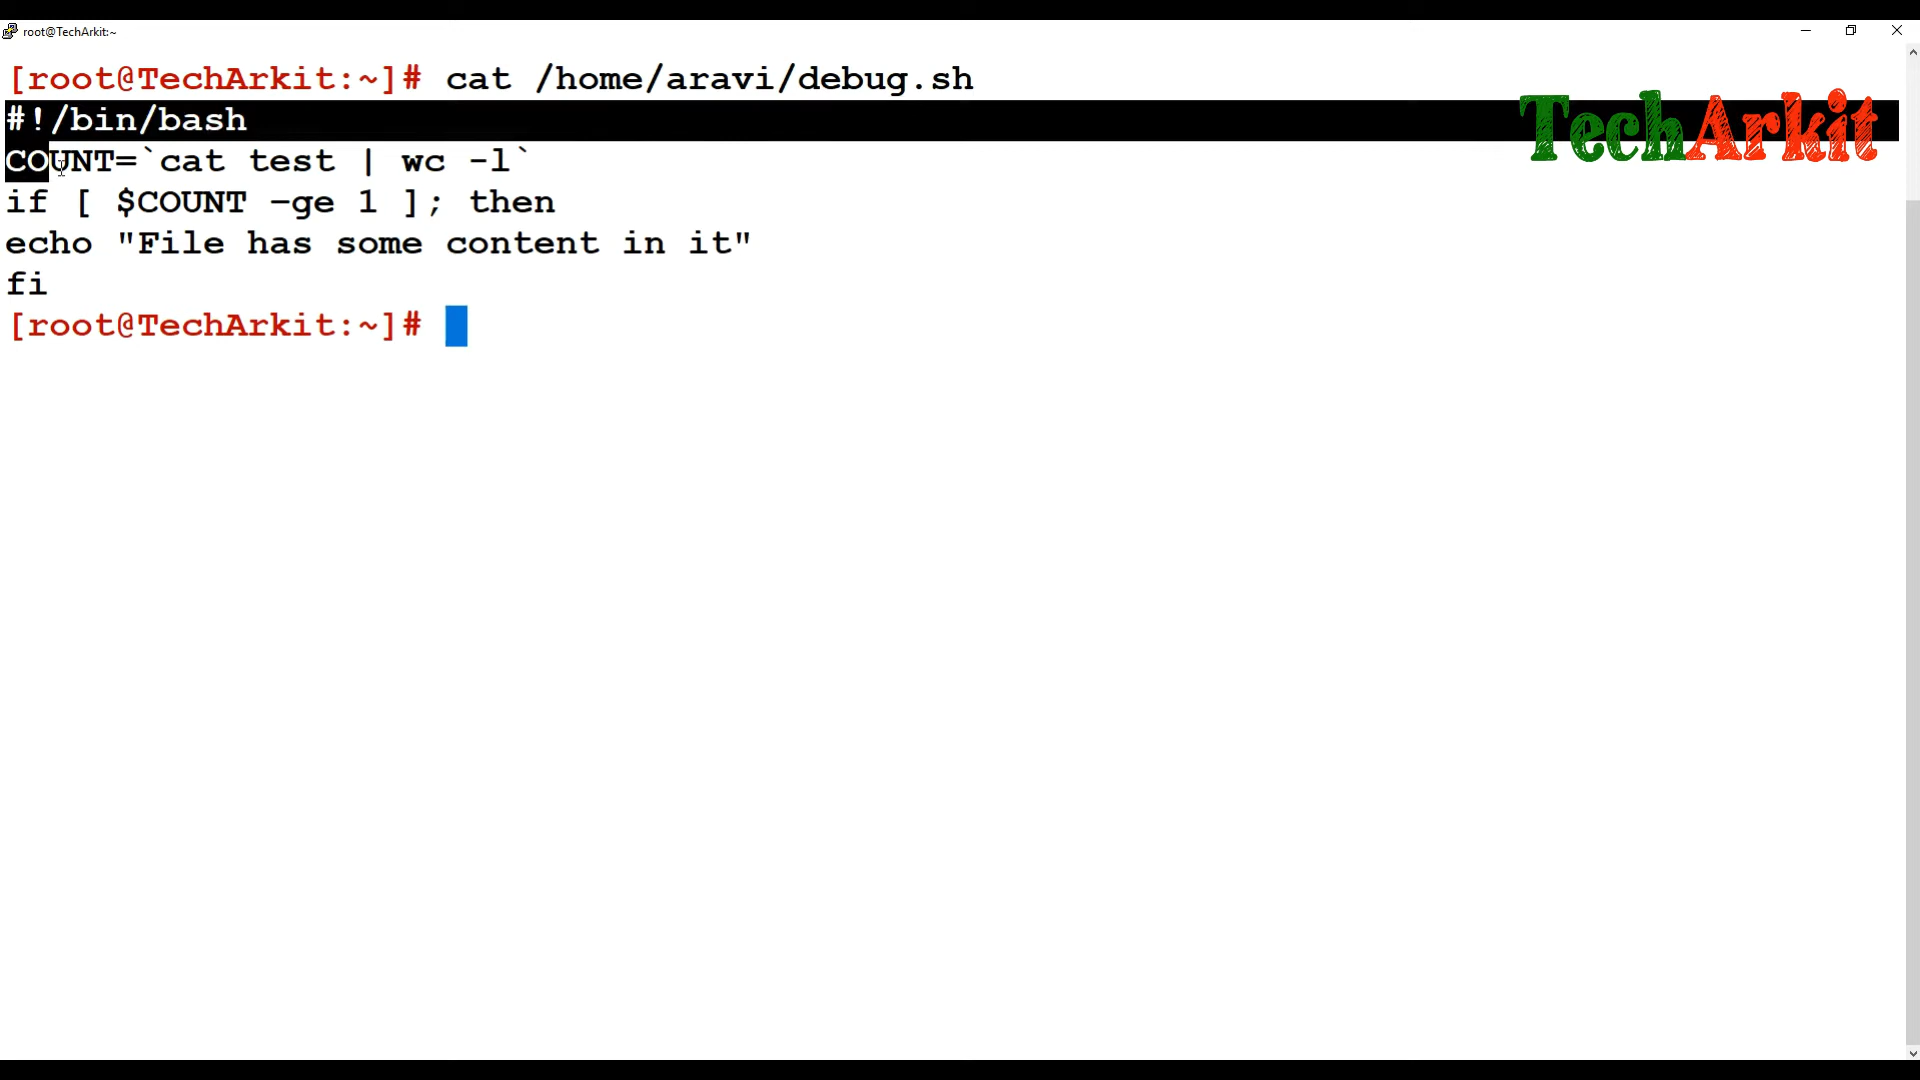 root@TechArkit:~
[root@TechArkit:~]# cat /home/aravi/debug.sh
TechArkit
#!/bin/bash
COUNT=`cat test | wc -l`
if [ $COUNT -ge 1 ]; then
echo "File has some content in it"
fi
[root@TechArkit:~]#